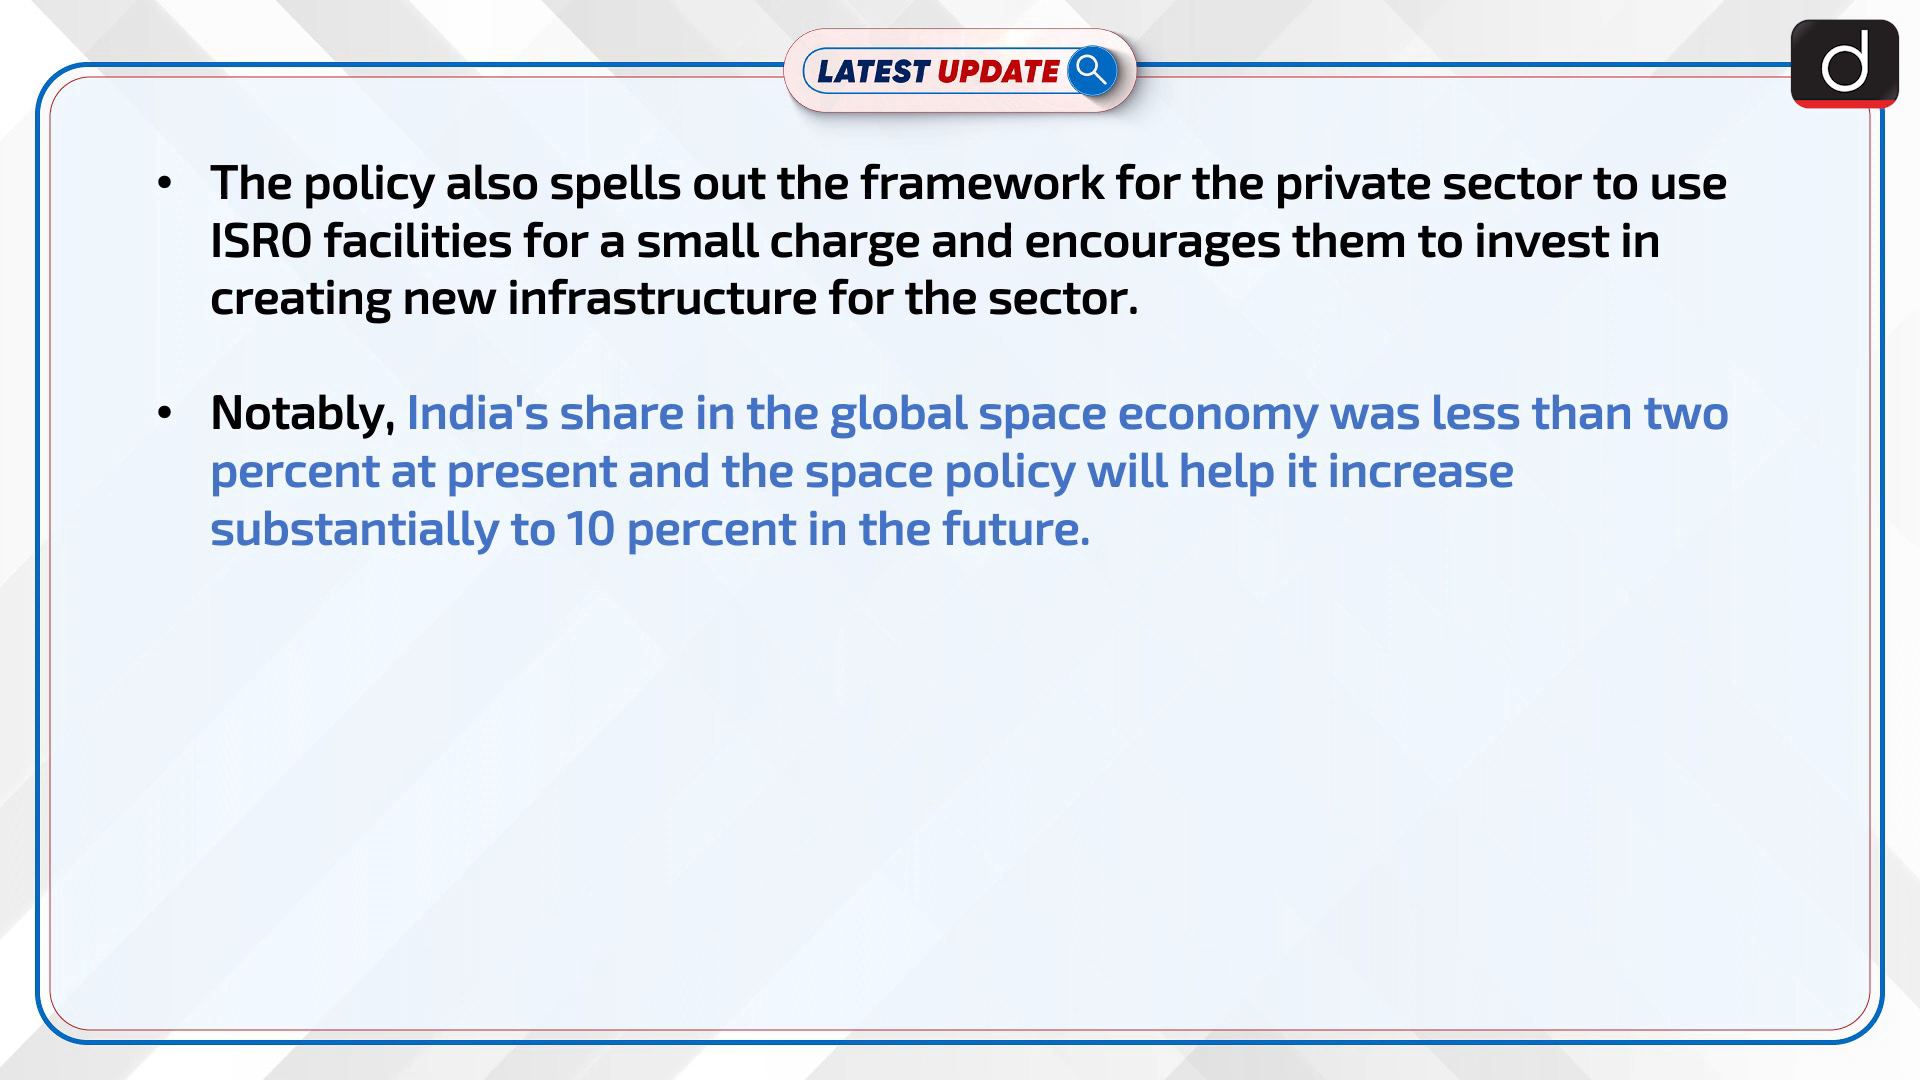 LATEST UPDATE
d
• The policy also spells out the framework for the private sector to use
ISRO facilities for a small charge and encourages them to invest in
creating new infrastructure for the sector.
• Notably, India's share in the global space economy was less than two
percent at present and the space policy will help it increase
substantially to 10 percent in the future.